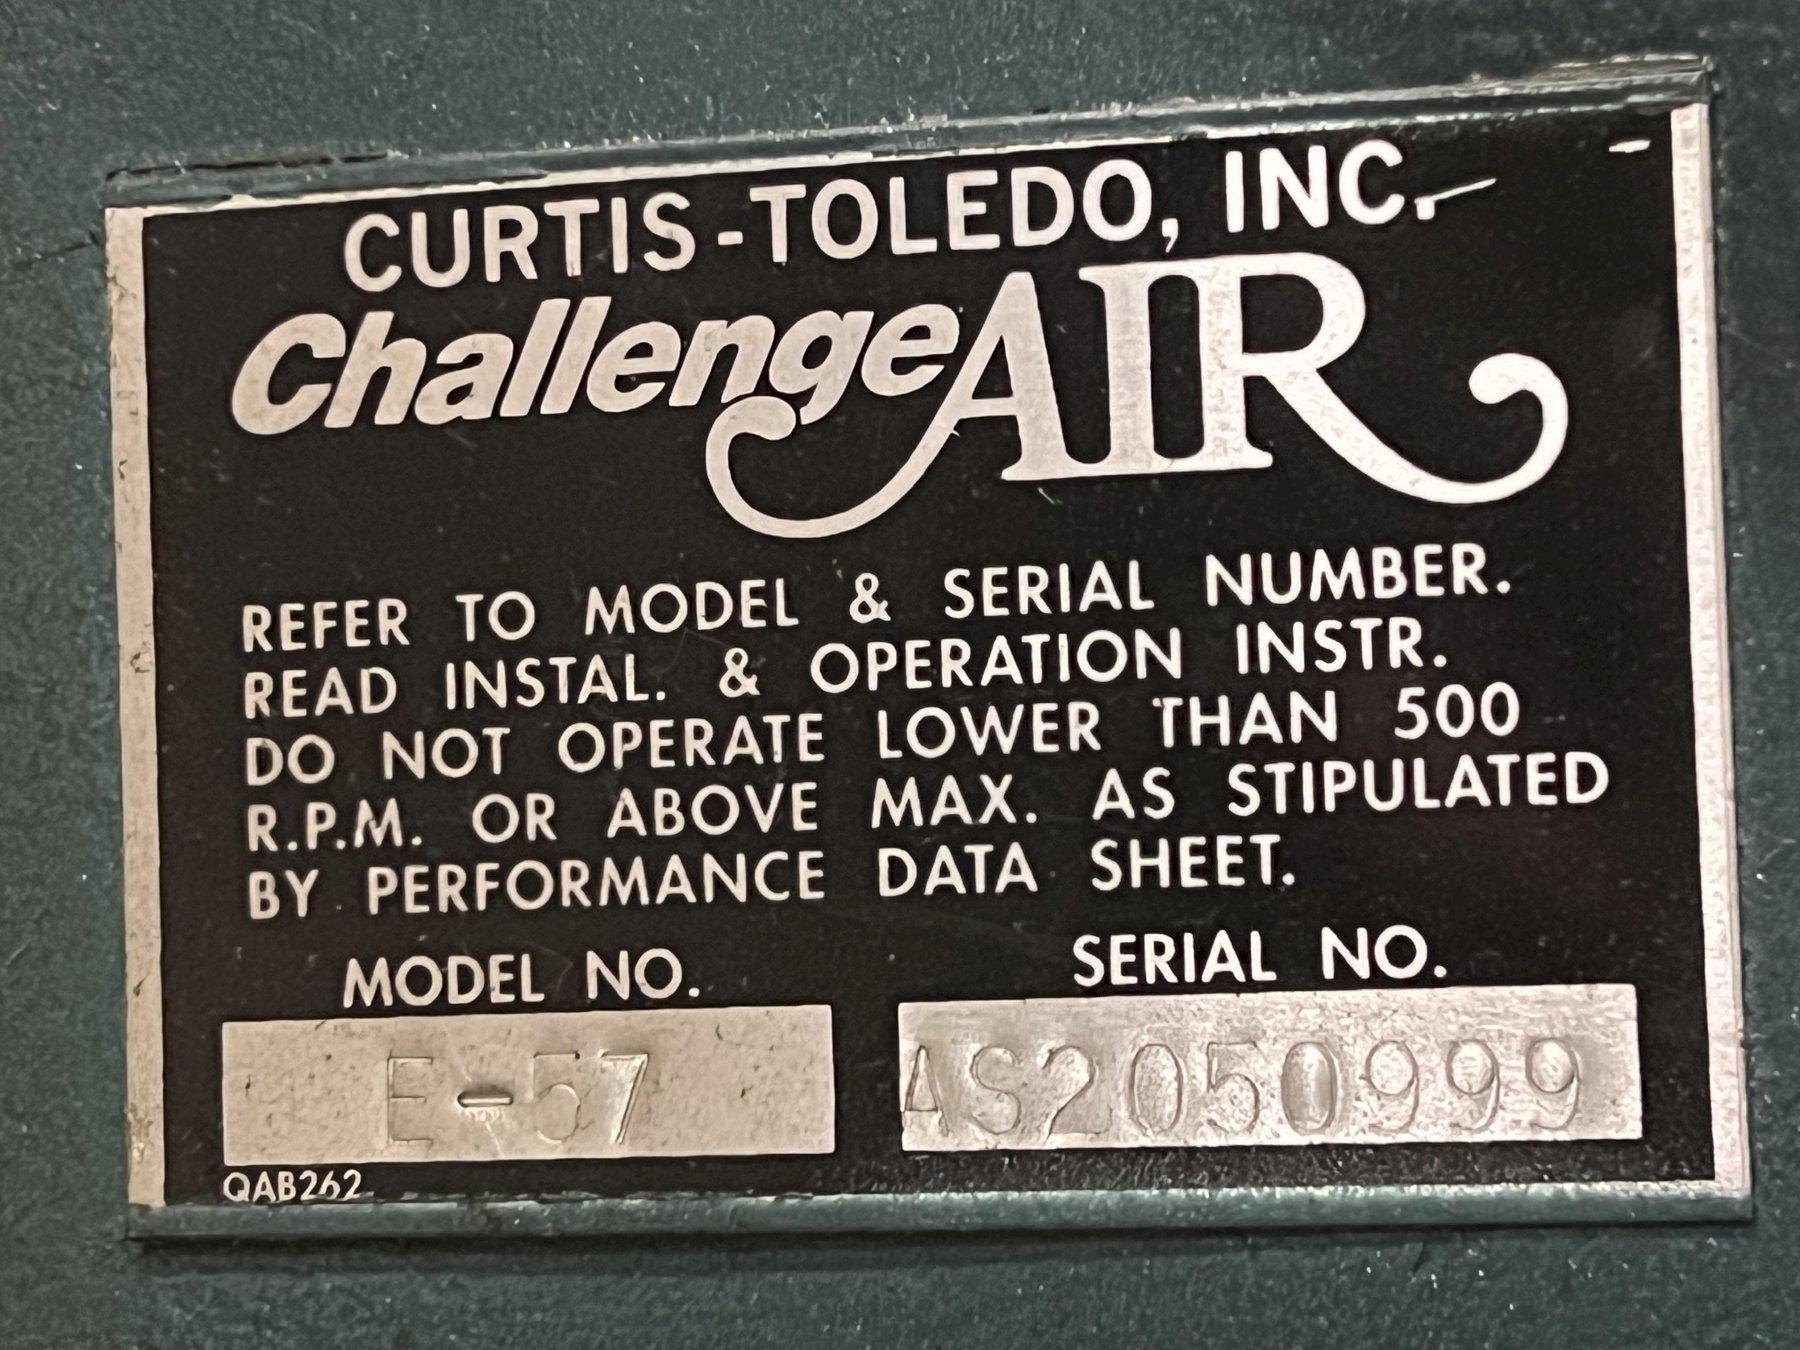 CURTIS-TOLEDO, INC.
ChallengeAIR
REFER TO MODEL & SERIAL NUMBER.
READ INSTAL. & OPERATION INSTR.
DO NOT OPERATE LOWER THAN 500
R.P.M. OR ABOVE MAX. AS STIPULATED
BY PERFORMANCE DATA SHEET.
MODEL NO. SERIAL NO.
E-57 AS2050999
QAB262